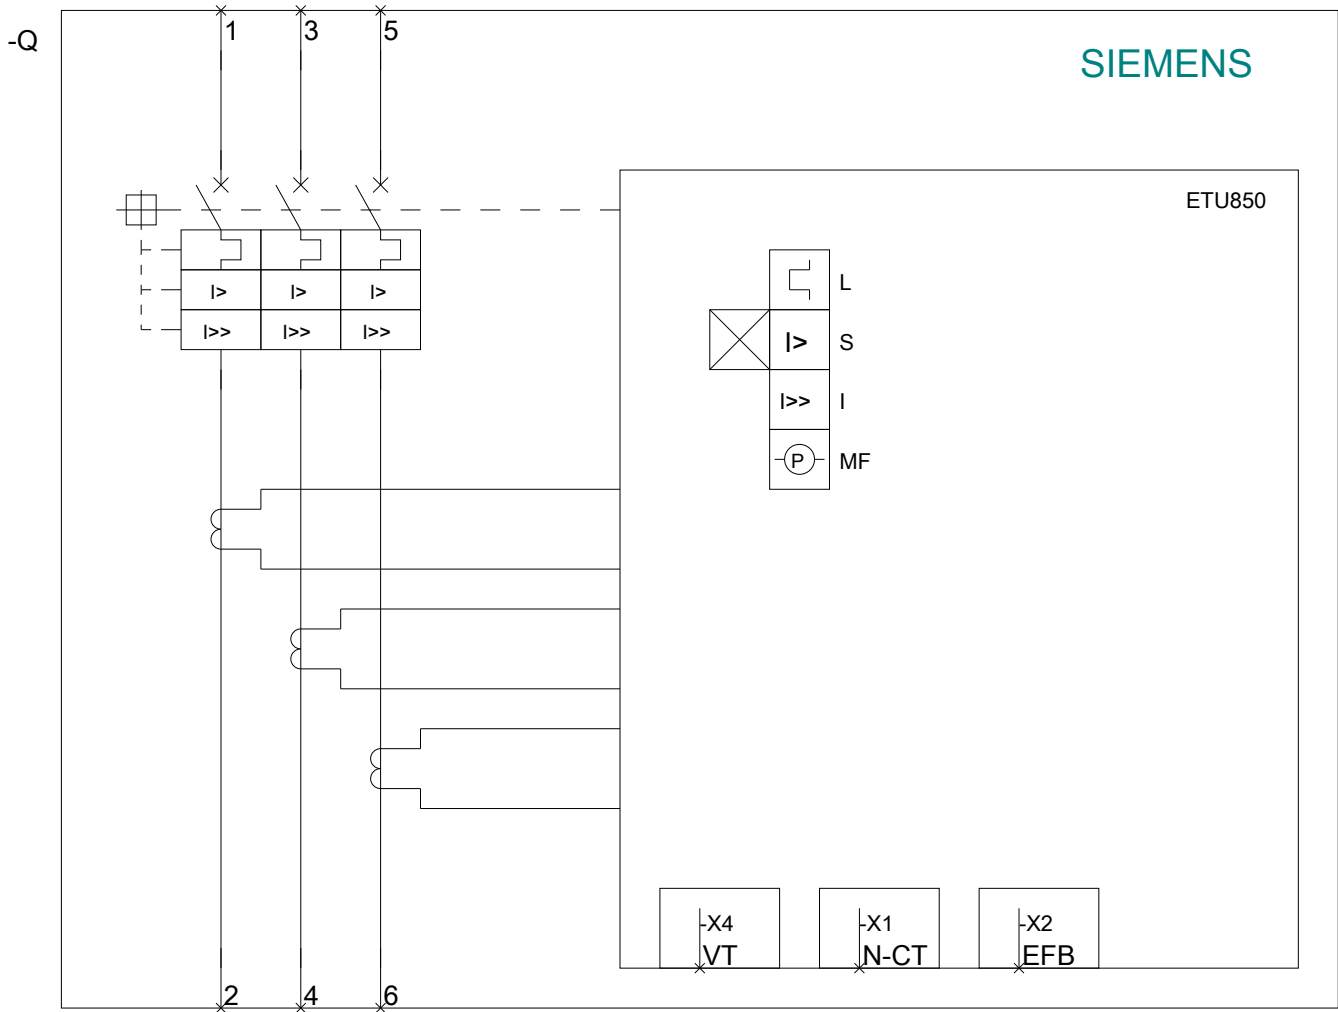 1 3 5
-Q
SIEMENS
ETU850
I> I> I>
I>> I>> I>>
L
I> S
I>> I
P MF
-X4 -X1 -X2
VT N-CT EFB
2 4 6